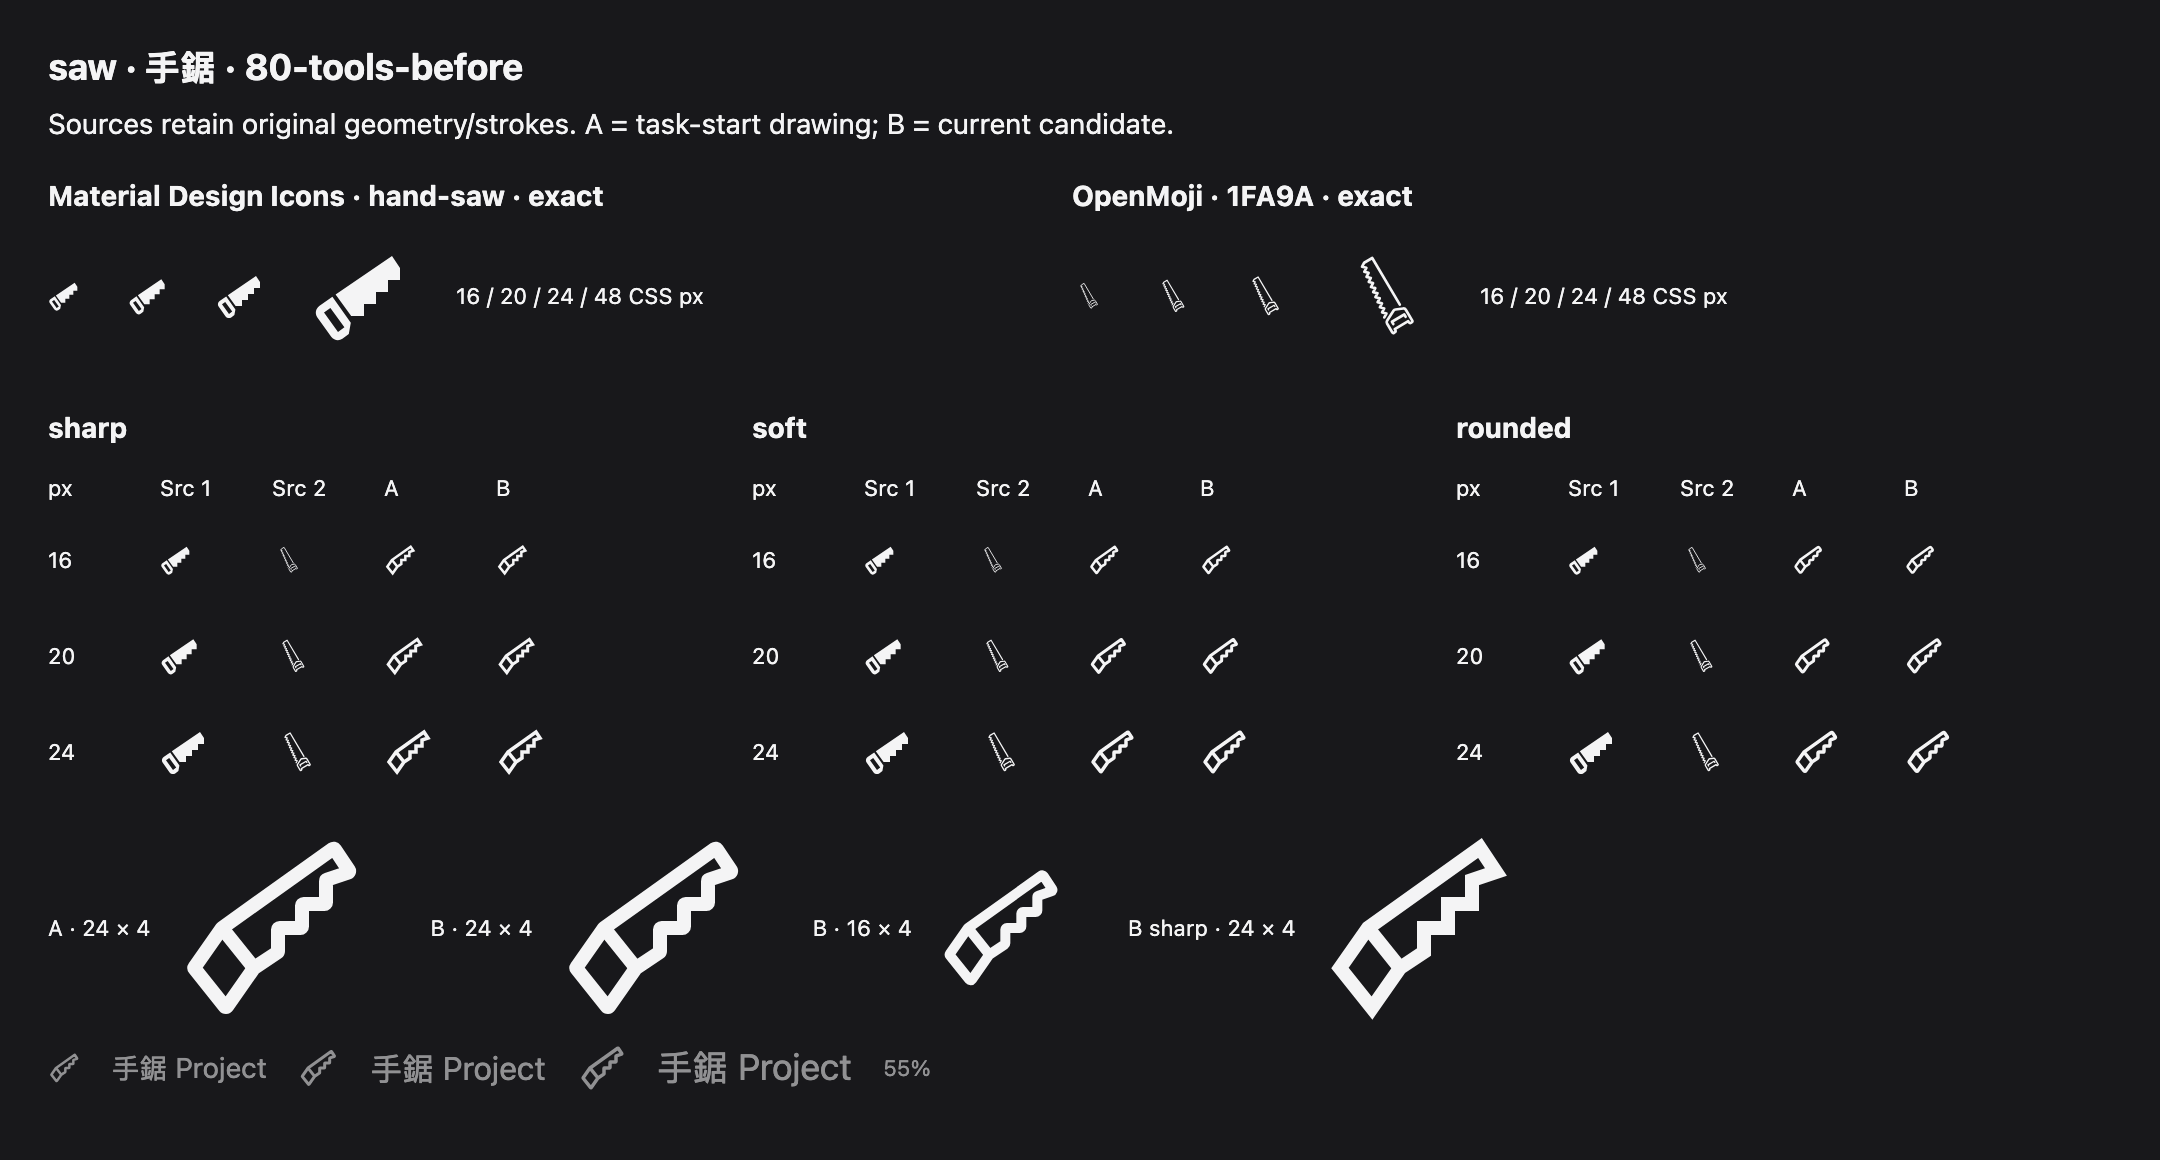 saw · 手鋸 · 80-tools-before
Sources retain original geometry/strokes. A = task-start drawing; B = current candidate.
Material Design Icons · hand-saw · exact
16 / 20 / 24 / 48 CSS px
OpenMoji · 1FA9A · exact
16 / 20 / 24 / 48 CSS px
sharp
px Src 1 Src 2 A B
16
20
24
soft
px Src 1 Src 2 A B
16
20
24
rounded
px Src 1 Src 2 A B
16
20
24
A · 24 × 4
B · 24 × 4
B · 16 × 4
B sharp · 24 × 4
手鋸 Project 手鋸 Project 手鋸 Project 55%